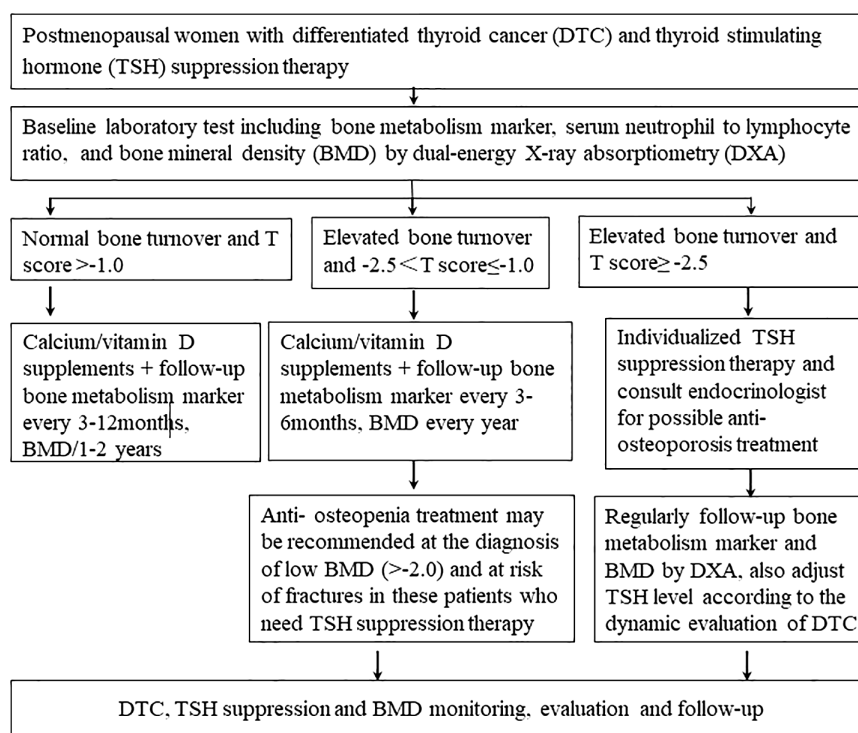 Postmenopausal women with differentiated thyroid cancer (DTC) and thyroid stimulating
hormone (TSH) suppression therapy
Baseline laboratory test including bone metabolism marker, serum neutrophil to lymphocyte
ratio, and bone mineral density (BMD) by dual-energy X-ray absorptiometry (DXA)
Normal bone turnover and T
score >-1.0
Elevated bone turnover
and -2.5＜T score≤-1.0
Elevated bone turnover and
T score≥ -2.5
Calcium/vitamin D
supplements + follow-up
bone metabolism marker
every 3-12months,
BMD/1-2 years
Calcium/vitamin D
supplements + follow-up bone
metabolism marker every 3-
6months, BMD every year
Individualized TSH
suppression therapy and
consult endocrinologist
for possible anti-
osteoporosis treatment
Anti- osteopenia treatment may
be recommended at the diagnosis
of low BMD (>-2.0) and at risk
of fractures in these patients who
need TSH suppression therapy
Regularly follow-up bone
metabolism marker and
BMD by DXA, also adjust
TSH level according to the
dynamic evaluation of DTC
DTC, TSH suppression and BMD monitoring, evaluation and follow-up